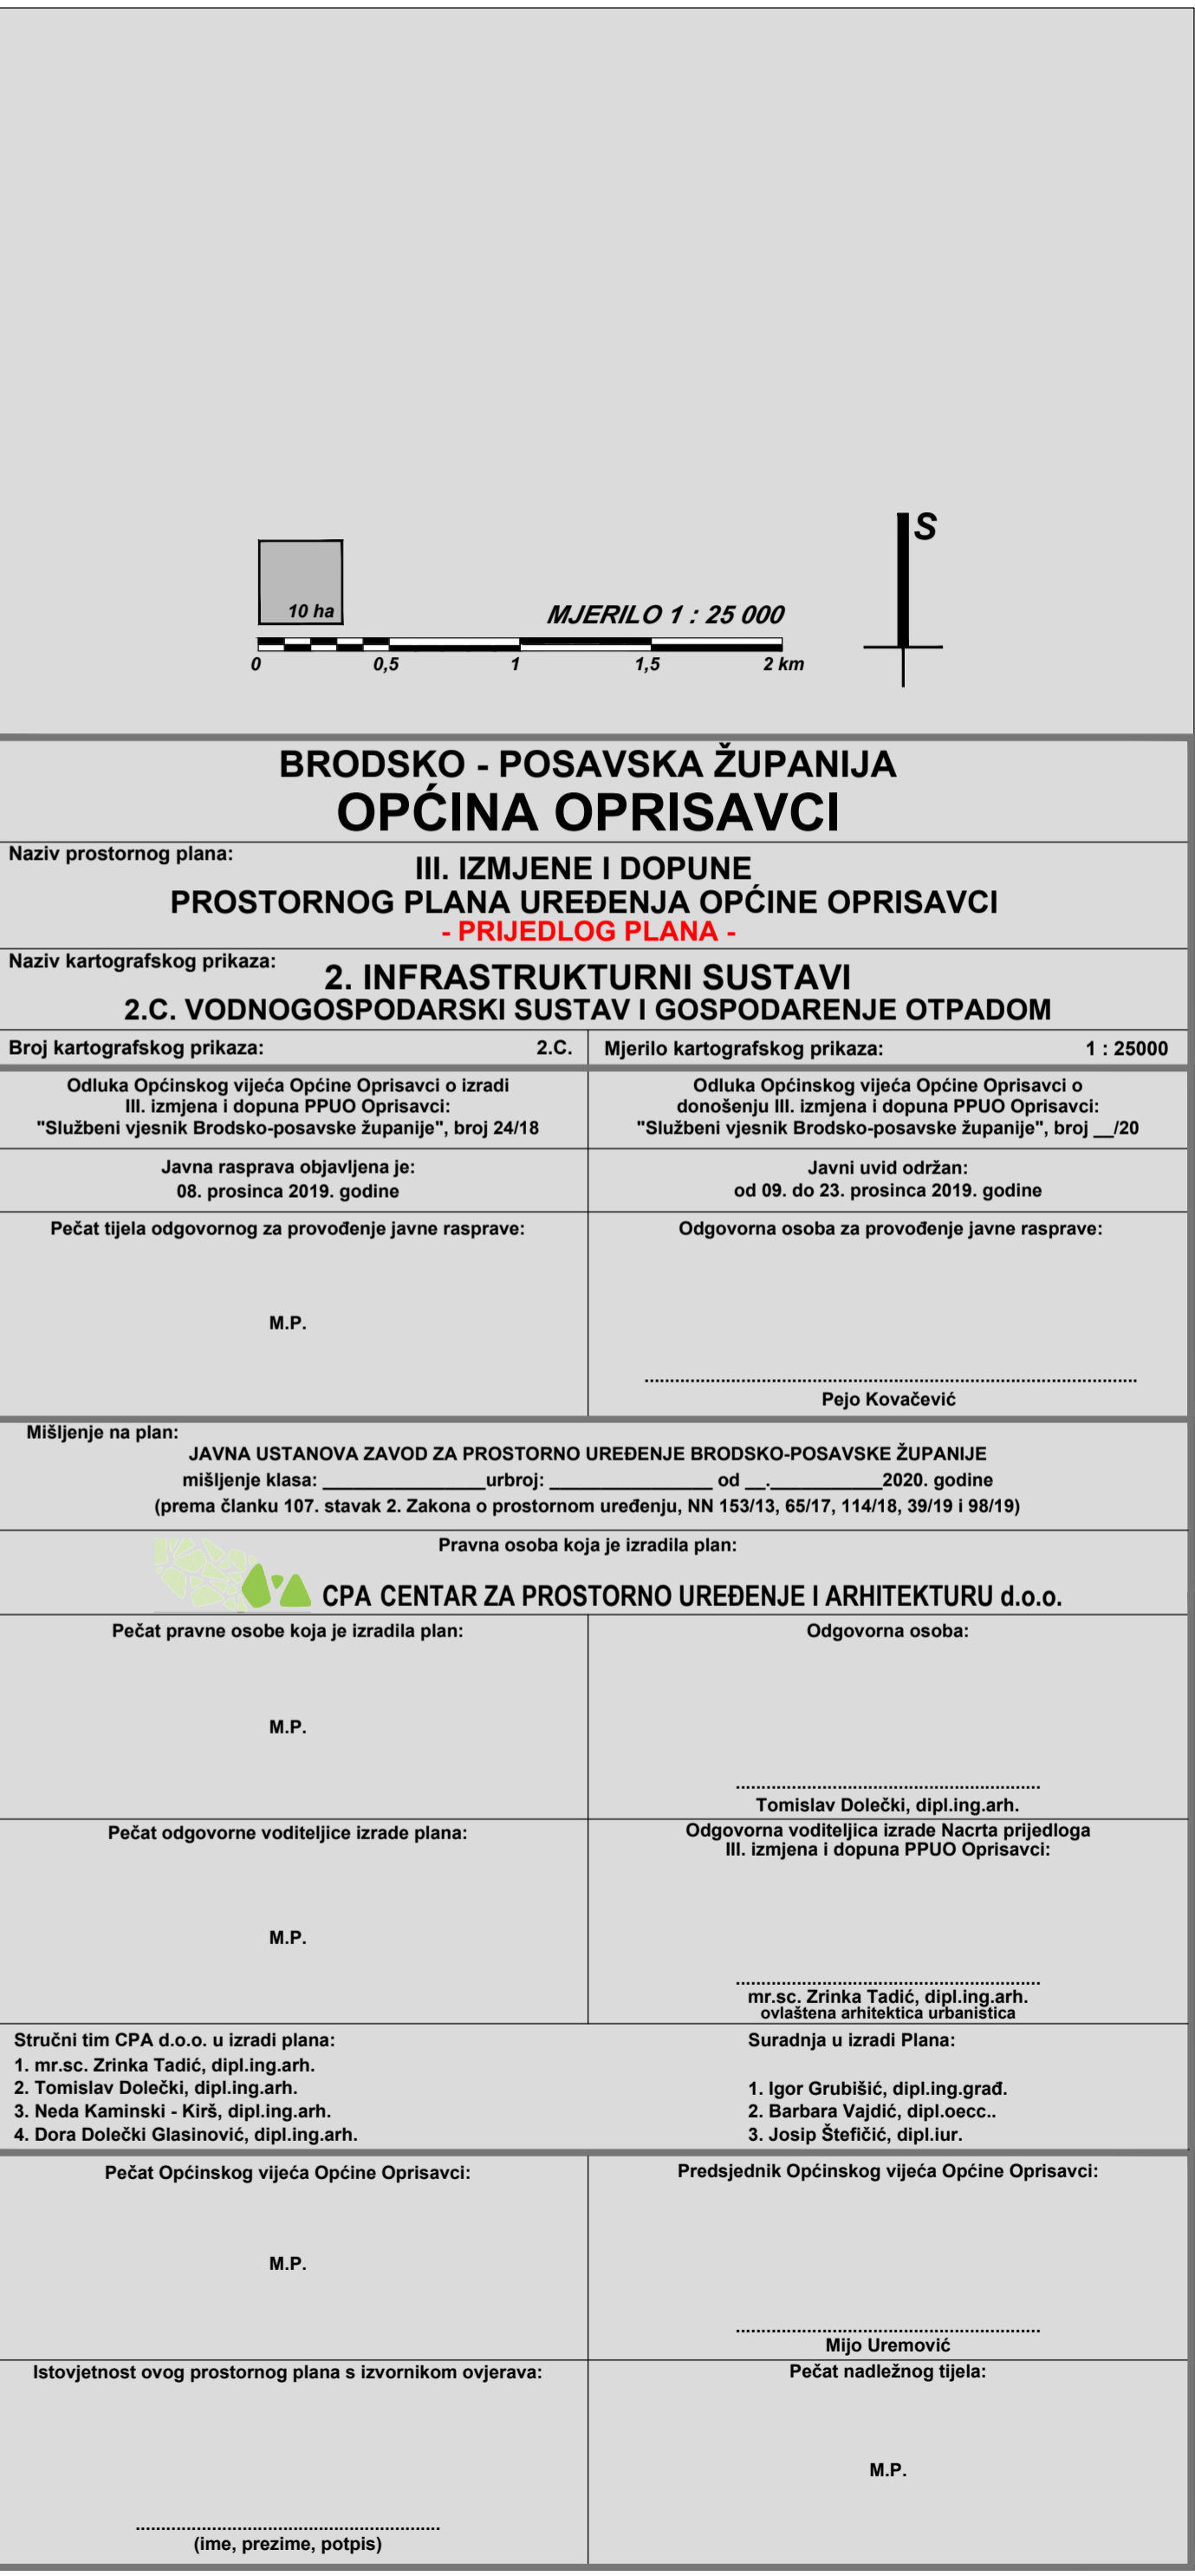 S
10 ha
MJERILO 1 : 25 000
0 0,5 1 1,5 2 km
BRODSKO - POSAVSKA ŽUPANIJA
OPĆINA OPRISAVCI
Naziv prostornog plana:
III. IZMJENE I DOPUNE
PROSTORNOG PLANA UREĐENJA OPĆINE OPRISAVCI
- PRIJEDLOG PLANA -
Naziv kartografskog prikaza:
2. INFRASTRUKTURNI SUSTAVI
2.C. VODNOGOSPODARSKI SUSTAV I GOSPODARENJE OTPADOM
Broj kartografskog prikaza: 2.C.
Mjerilo kartografskog prikaza: 1 : 25000
Odluka Općinskog vijeća Općine Oprisavci o izradi
III. izmjena i dopuna PPUO Oprisavci:
"Službeni vjesnik Brodsko-posavske županije", broj 24/18
Odluka Općinskog vijeća Općine Oprisavci o
donošenju III. izmjena i dopuna PPUO Oprisavci:
"Službeni vjesnik Brodsko-posavske županije", broj __/20
Javna rasprava objavljena je:
08. prosinca 2019. godine
Javni uvid održan:
od 09. do 23. prosinca 2019. godine
Pečat tijela odgovornog za provođenje javne rasprave:
M.P.
Odgovorna osoba za provođenje javne rasprave:
Pejo Kovačević
Mišljenje na plan:
JAVNA USTANOVA ZAVOD ZA PROSTORNO UREĐENJE BRODSKO-POSAVSKE ŽUPANIJE
mišljenje klasa: ________________urbroj: ________________ od __.___________2020. godine
(prema članku 107. stavak 2. Zakona o prostornom uređenju, NN 153/13, 65/17, 114/18, 39/19 i 98/19)
Pravna osoba koja je izradila plan:
CPA CENTAR ZA PROSTORNO UREĐENJE I ARHITEKTURU d.o.o.
Pečat pravne osobe koja je izradila plan:
M.P.
Odgovorna osoba:
Tomislav Dolečki, dipl.ing.arh.
Pečat odgovorne voditeljice izrade plana:
M.P.
Odgovorna voditeljica izrade Nacrta prijedloga
III. izmjena i dopuna PPUO Oprisavci:
mr.sc. Zrinka Tadić, dipl.ing.arh.
ovlaštena arhitektica urbanistica
Stručni tim CPA d.o.o. u izradi plana:
1. mr.sc. Zrinka Tadić, dipl.ing.arh.
2. Tomislav Dolečki, dipl.ing.arh.
3. Neda Kaminski - Kirš, dipl.ing.arh.
4. Dora Dolečki Glasinović, dipl.ing.arh.
Suradnja u izradi Plana:
1. Igor Grubišić, dipl.ing.građ.
2. Barbara Vajdić, dipl.oecc..
3. Josip Štefičić, dipl.iur.
Pečat Općinskog vijeća Općine Oprisavci:
M.P.
Predsjednik Općinskog vijeća Općine Oprisavci:
Mijo Uremović
Istovjetnost ovog prostornog plana s izvornikom ovjerava:
(ime, prezime, potpis)
Pečat nadležnog tijela:
M.P.